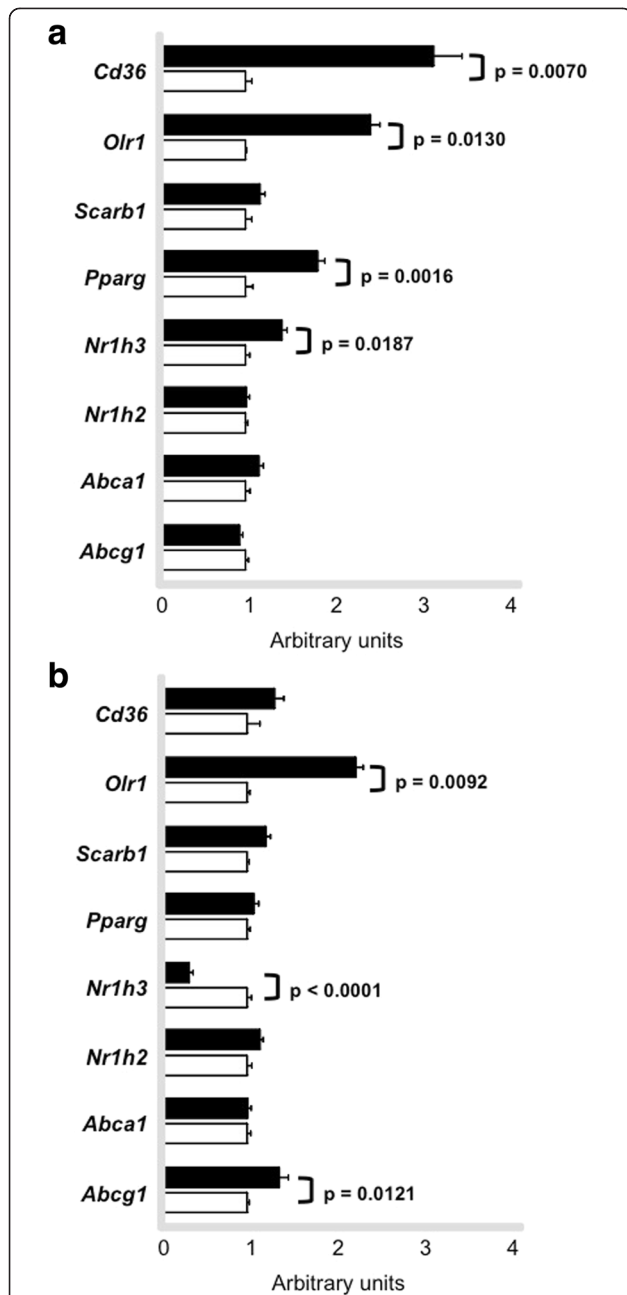 a
Cd36
p = 0.0070
Olr1
p = 0.0130
Scarb1
Pparg
p = 0.0016
Nr1h3
p = 0.0187
Nr1h2
Abca1
Abcg1
0 1 2 3 4
Arbitrary units
b
Cd36
Olr1
p = 0.0092
Scarb1
Pparg
Nr1h3
p < 0.0001
Nr1h2
Abca1
Abcg1
p = 0.0121
0 1 2 3 4
Arbitrary units